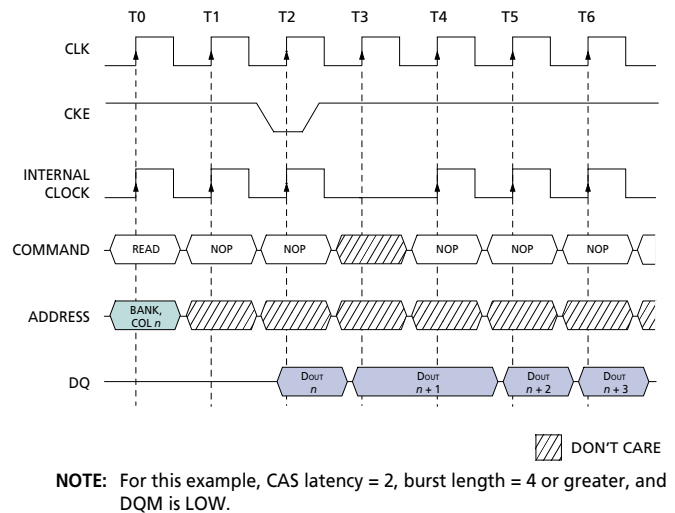 T0 T1 T2 T3 T4 T5 T6
CLK
CKE
INTERNAL
CLOCK
COMMAND READ NOP NOP NOP NOP NOP
ADDRESS BANK,
COL n
DQ DOUT n DOUT n + 1 DOUT n + 2 DOUT n + 3
DON'T CARE
NOTE: For this example, CAS latency = 2, burst length = 4 or greater, and
DQM is LOW.